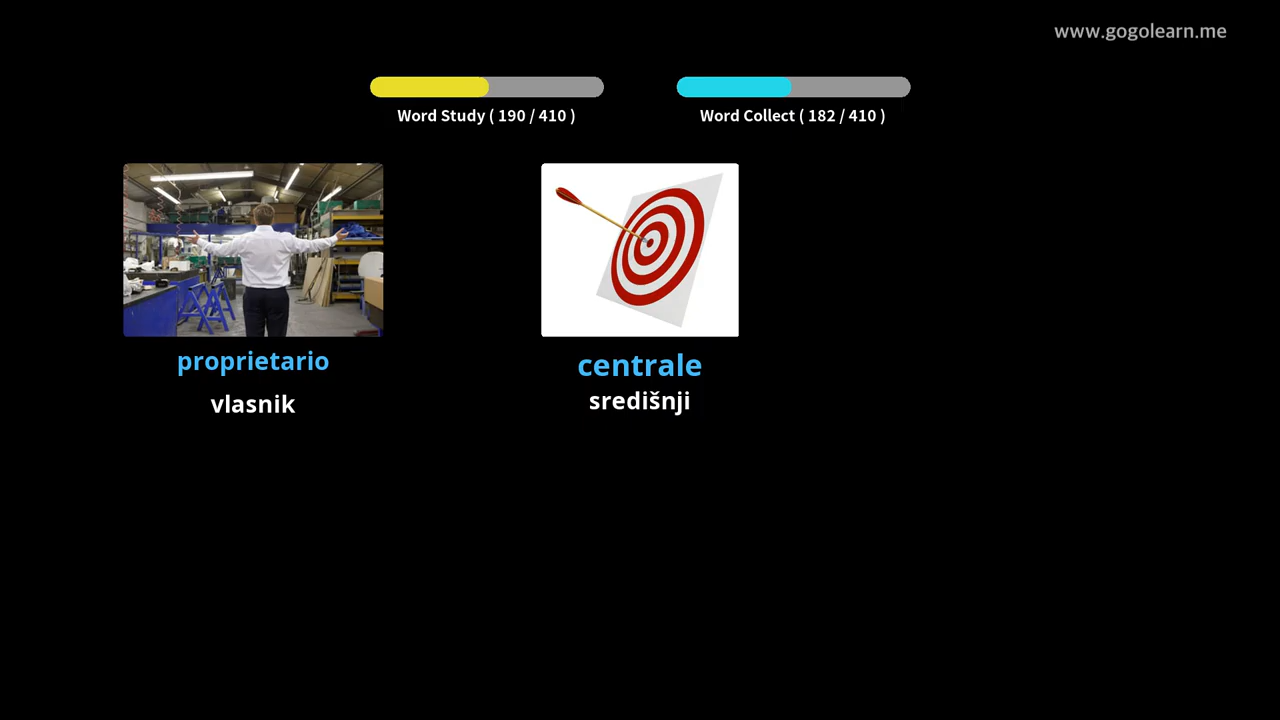 www.gogolearn.me
Word Study ( 190 / 410 )
Word Collect ( 182 / 410 )
proprietario
vlasnik
centrale
središnji